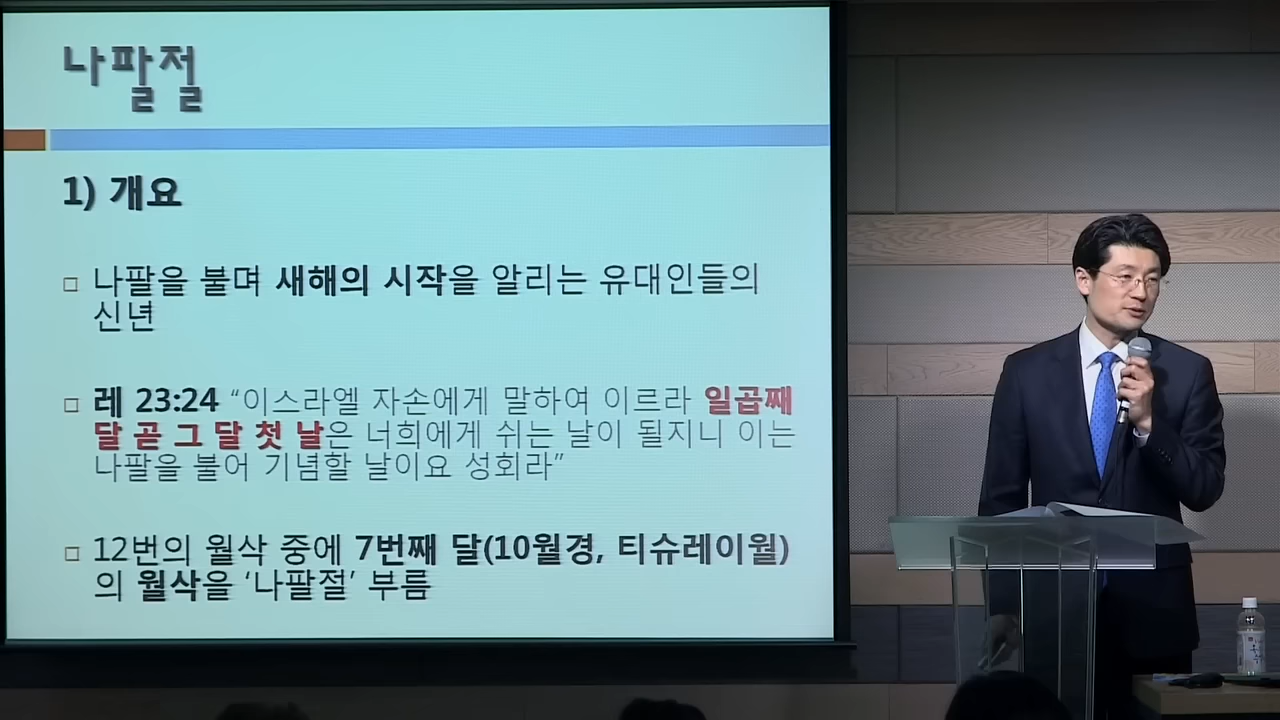 나팔절
1) 개요
□ 나팔을 불며 새해의 시작을 알리는 유대인들의
신년
□ 레 23:24 “이스라엘 자손에게 말하여 이르라 일곱째
달 곧 그 달 첫 날은 너희에게 쉬는 날이 될지니 이는
나팔을 불어 기념할 날이요 성회라”
□ 12번의 월삭 중에 7번째 달(10월경, 티슈레이월)
의 월삭을 ‘나팔절’ 부름